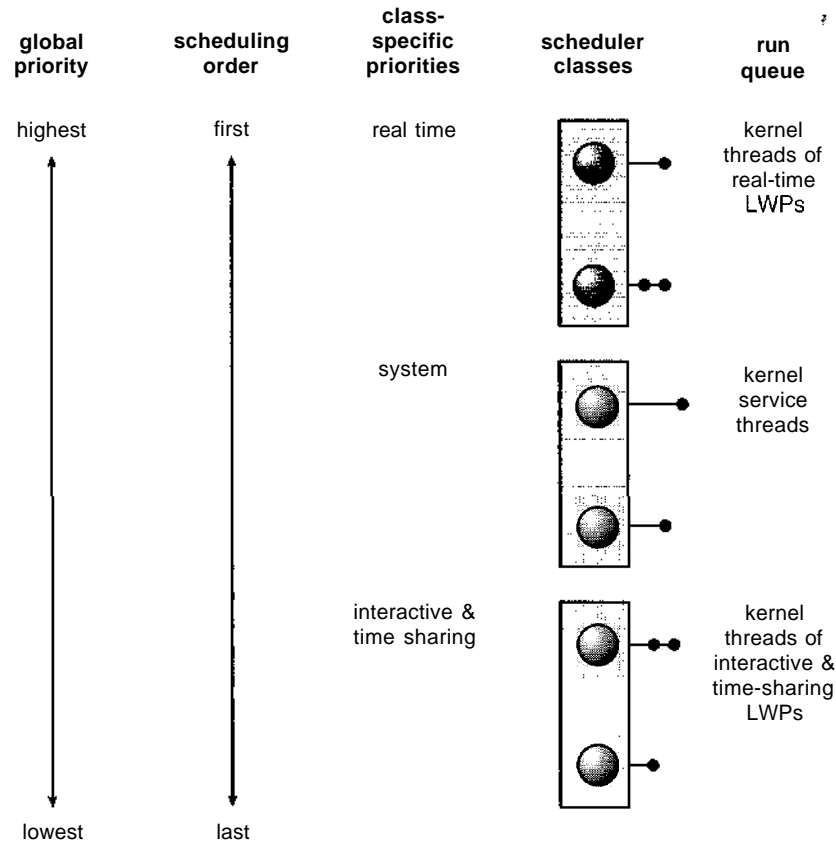 global
priority
scheduling
order
class-
specific
priorities
scheduler
classes
run
queue
highest
first
real time
kernel
threads of
real-time
LWPs
system
kernel
service
threads
interactive &
time sharing
kernel
threads of
interactive &
time-sharing
LWPs
lowest
last